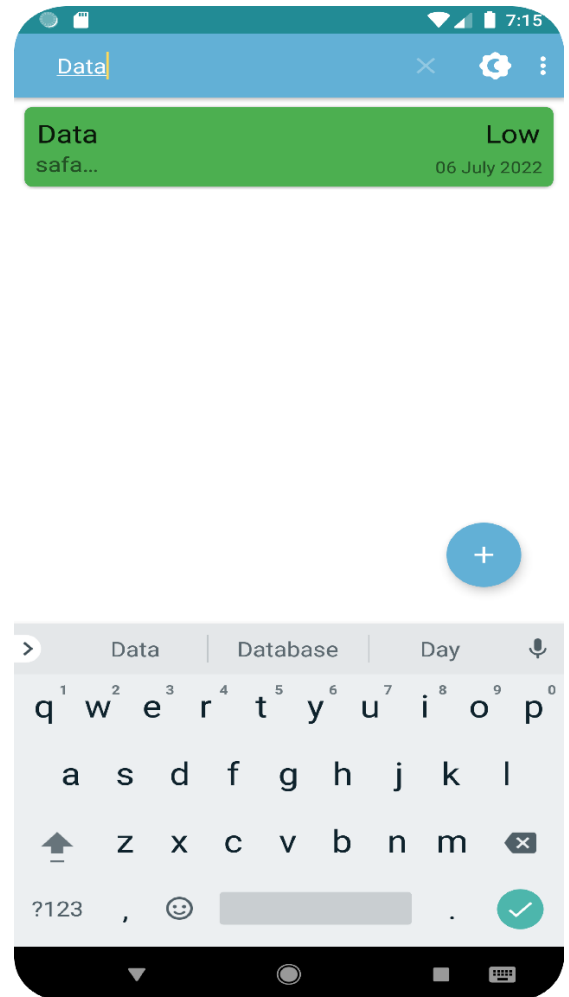 7:15
Data
Data Low
safa... 06 July 2022
Data Database Day
1 2 3 4 5 6 7 8 9 0
q w e r t y u i o p
a s d f g h j k l
z x c v b n m
?123 , .